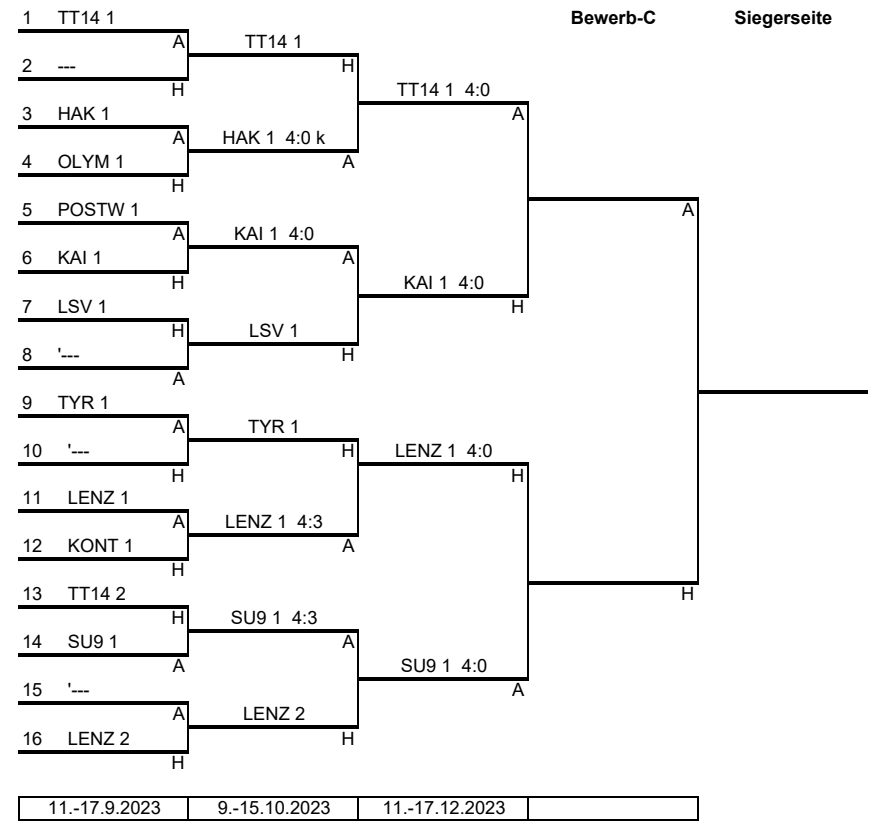 1 TT14 1 Bewerb-C Siegerseite
A TT14 1
2 --- H
H TT14 1 4:0
3 HAK 1 A
A HAK 1 4:0 k
4 OLYM 1 A
H
5 POSTW 1 A
A KAI 1 4:0
6 KAI 1 A
H KAI 1 4:0
7 LSV 1 H
H LSV 1
8 '--- H
A
9 TYR 1
A TYR 1
10 '--- H LENZ 1 4:0
H H
11 LENZ 1
A LENZ 1 4:3
12 KONT 1 A
H
13 TT14 2 H
H SU9 1 4:3
14 SU9 1 A
A SU9 1 4:0
15 '--- A
A LENZ 2
16 LENZ 2 H
H
11.-17.9.2023 9.-15.10.2023 11.-17.12.2023